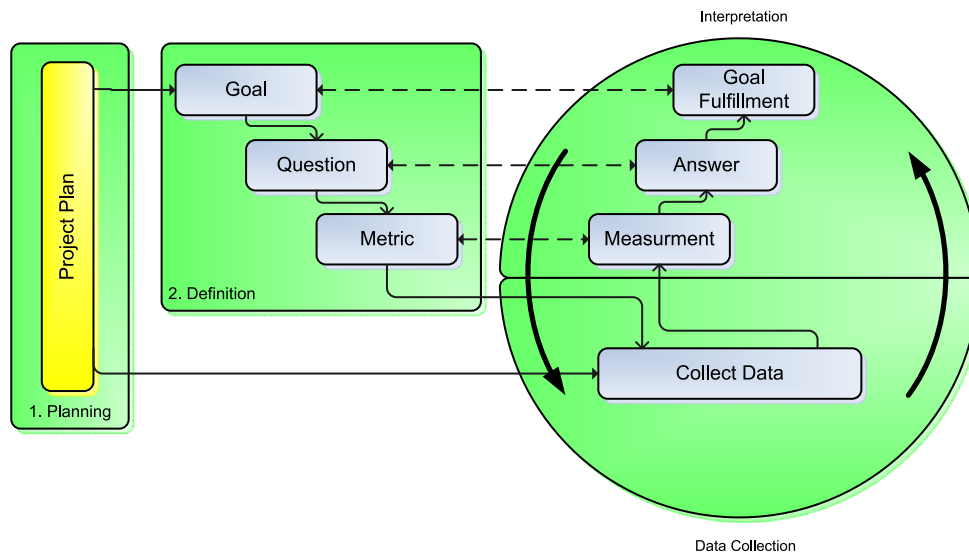 Interpretation
Project Plan
1. Planning
Goal
Question
Metric
2. Definition
Goal
Fulfillment
Answer
Measurment
Collect Data
Data Collection